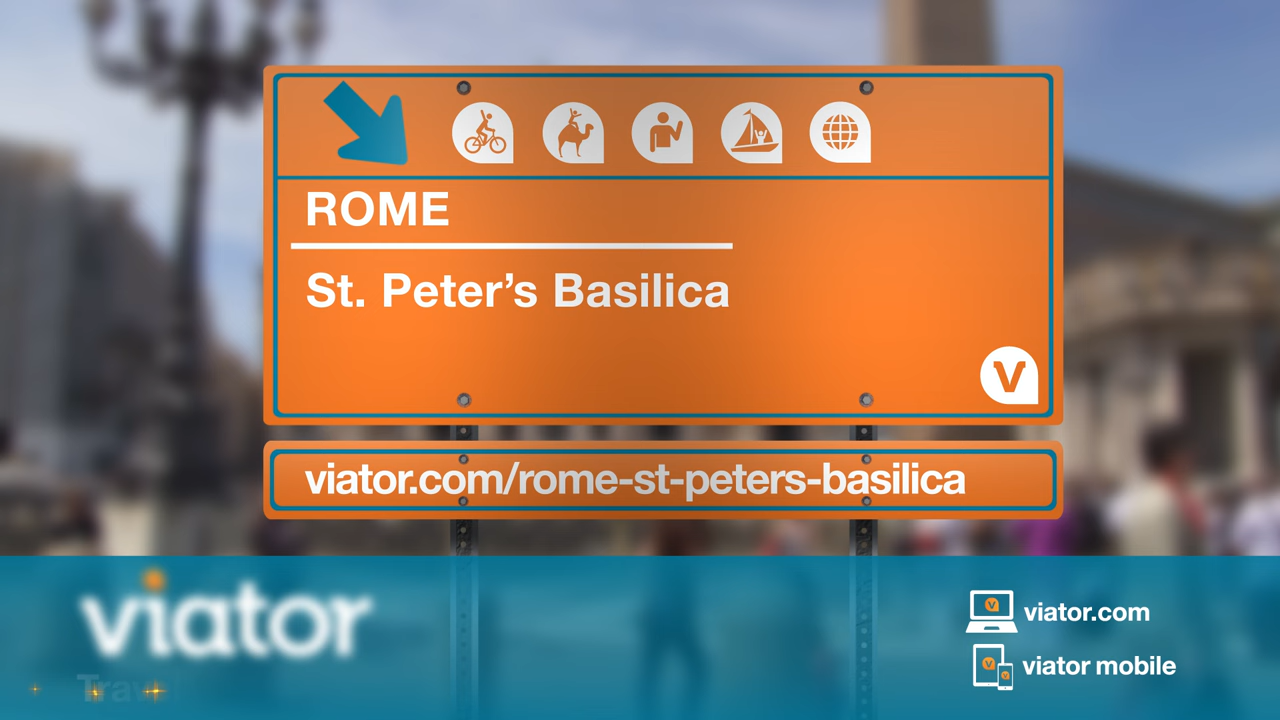 ROME
St. Peter's Basilica
V
viator.com/rome-st-peters-basilica
viator
viator.com
viator mobile